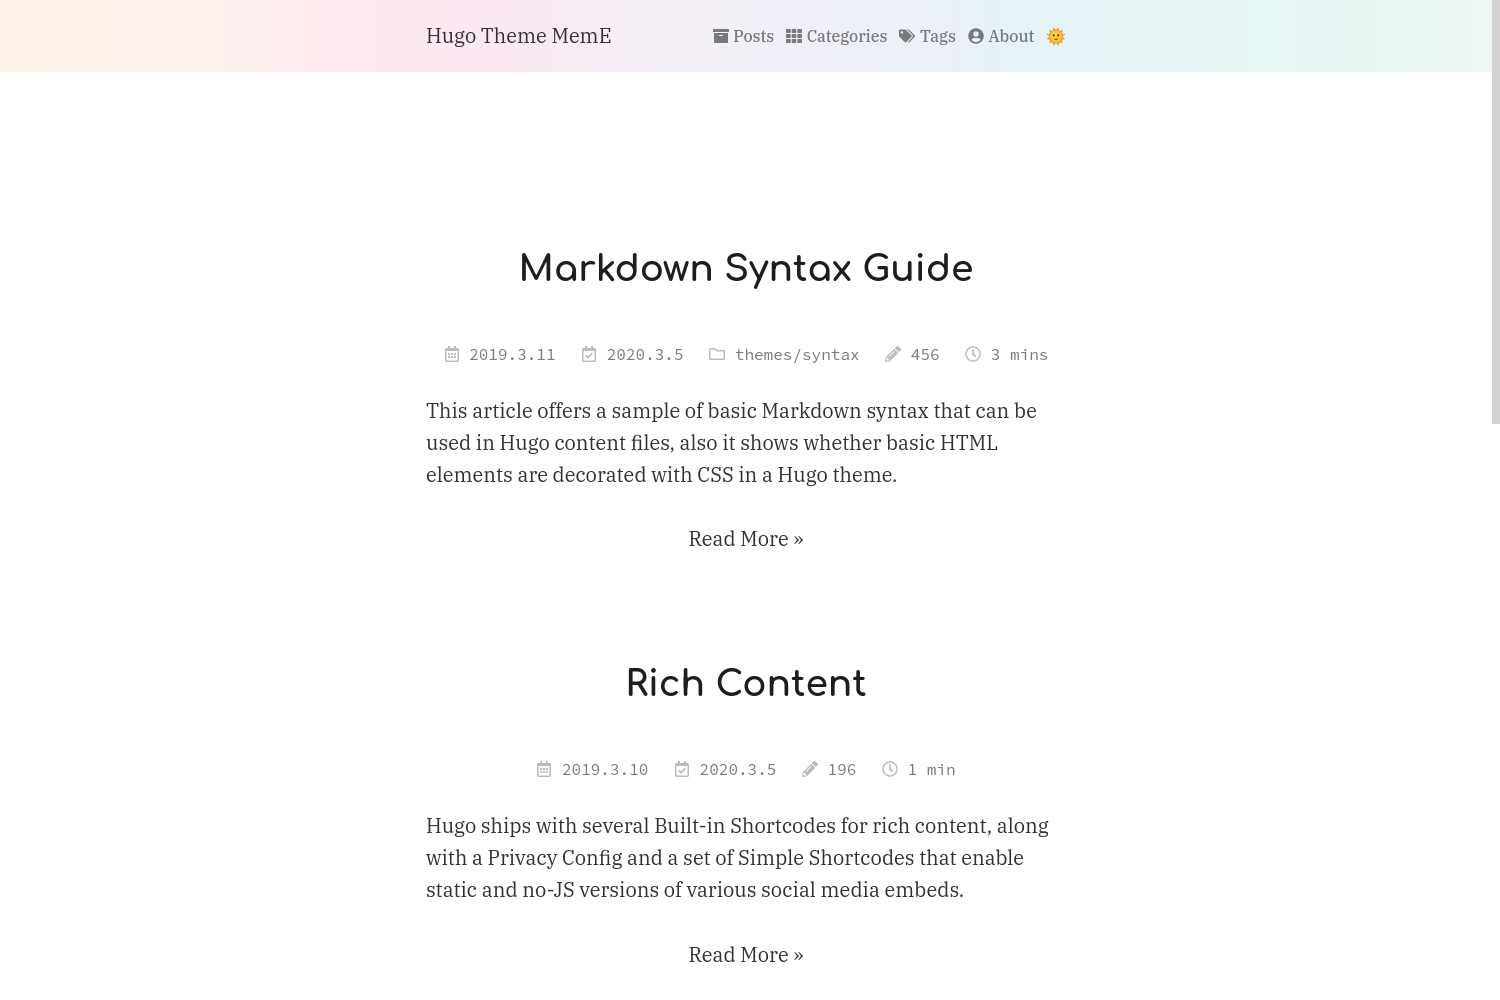 Hugo Theme MemE
Posts Categories Tags About 🌞
Markdown Syntax Guide
2019.3.11 2020.3.5 themes/syntax 456 3 mins
This article offers a sample of basic Markdown syntax that can be
used in Hugo content files, also it shows whether basic HTML
elements are decorated with CSS in a Hugo theme.
Read More »
Rich Content
2019.3.10 2020.3.5 196 1 min
Hugo ships with several Built-in Shortcodes for rich content, along
with a Privacy Config and a set of Simple Shortcodes that enable
static and no-JS versions of various social media embeds.
Read More »